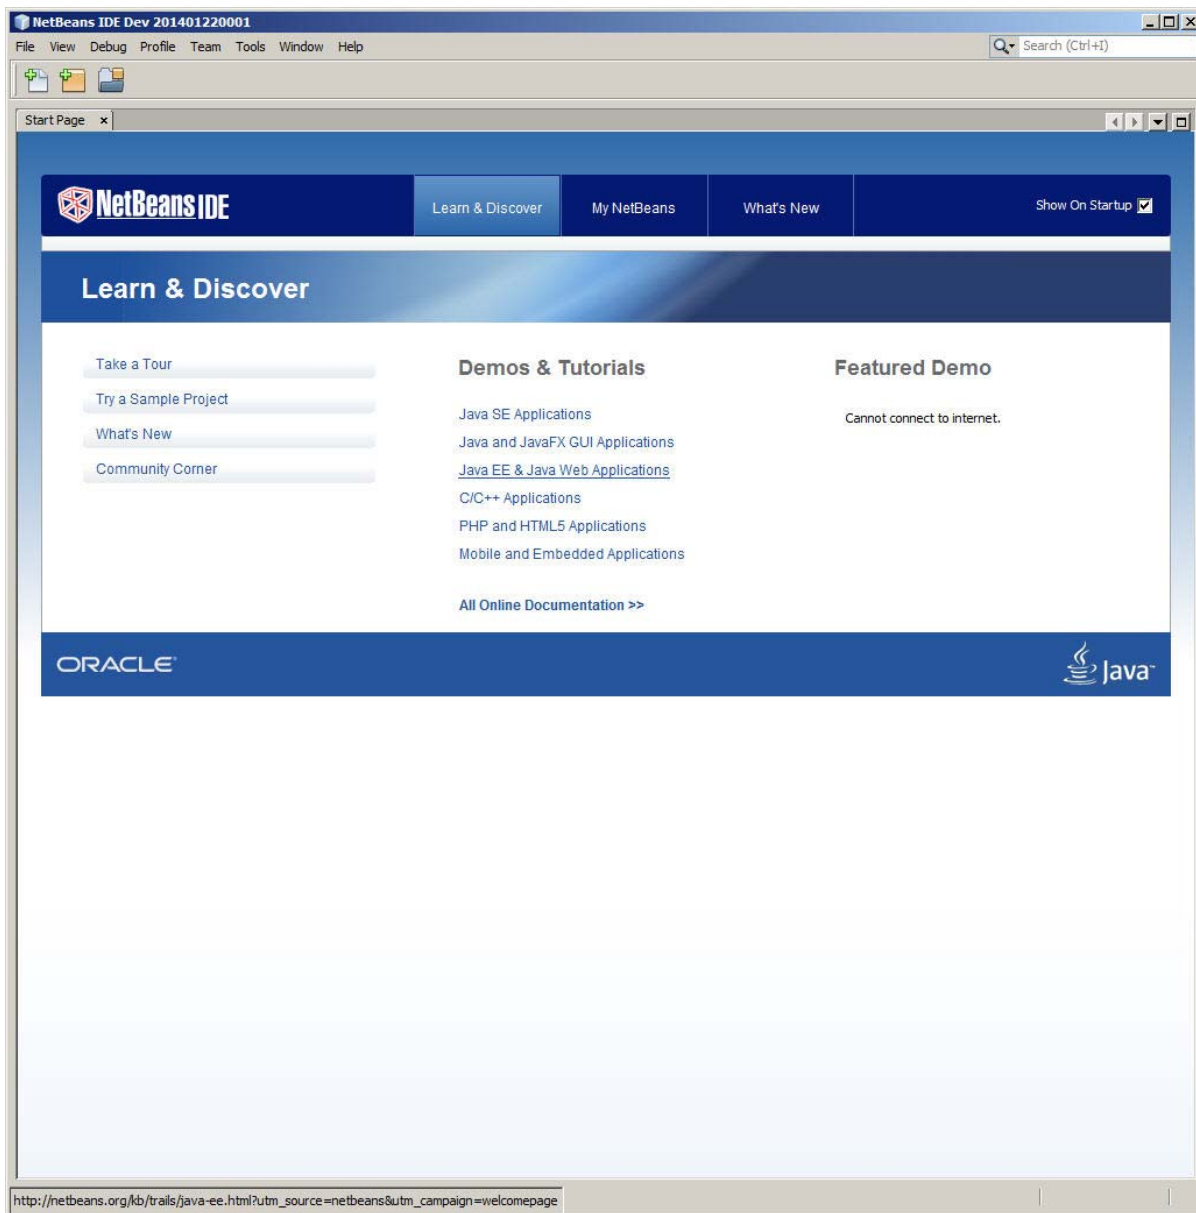 NetBeans IDE Dev 201401220001
File View Debug Profile Team Tools Window Help
Search (Ctrl+I)
Start Page
NetBeans IDE
Learn & Discover
My NetBeans
What's New
Show On Startup
Learn & Discover
Take a Tour
Try a Sample Project
What's New
Community Corner
Demos & Tutorials
Java SE Applications
Java and JavaFX GUI Applications
Java EE & Java Web Applications
C/C++ Applications
PHP and HTML5 Applications
Mobile and Embedded Applications
All Online Documentation >>
Featured Demo
Cannot connect to internet.
ORACLE
Java™
http://netbeans.org/kb/trails/java-ee.html?utm_source=netbeans&utm_campaign=welcomepage